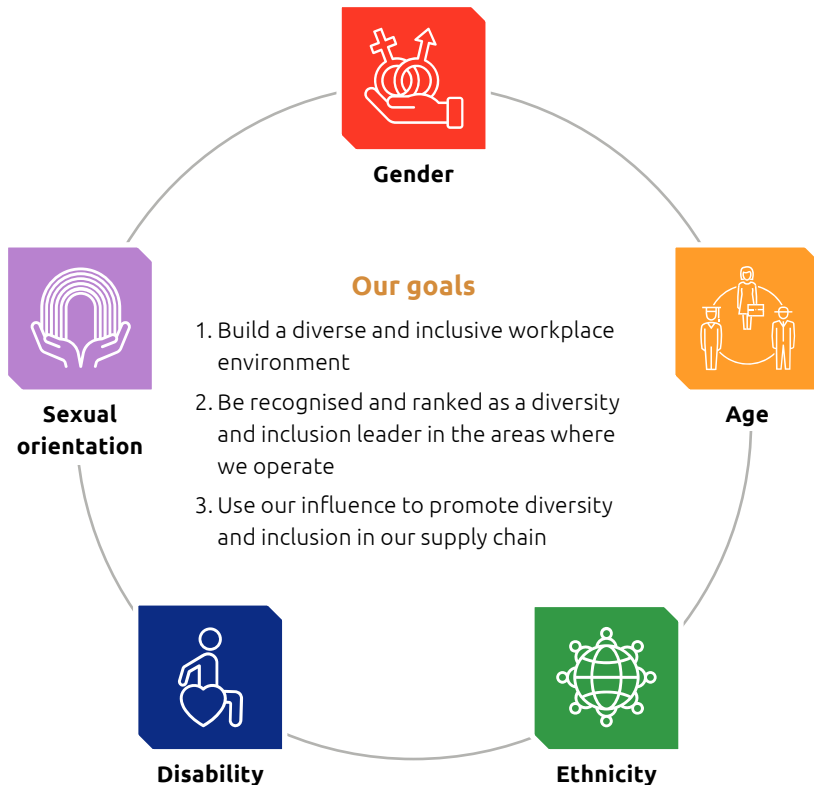 Gender
Our goals
1. Build a diverse and inclusive workplace
environment
2. Be recognised and ranked as a diversity
and inclusion leader in the areas where
we operate
3. Use our influence to promote diversity
and inclusion in our supply chain
Sexual
orientation
Age
Disability
Ethnicity